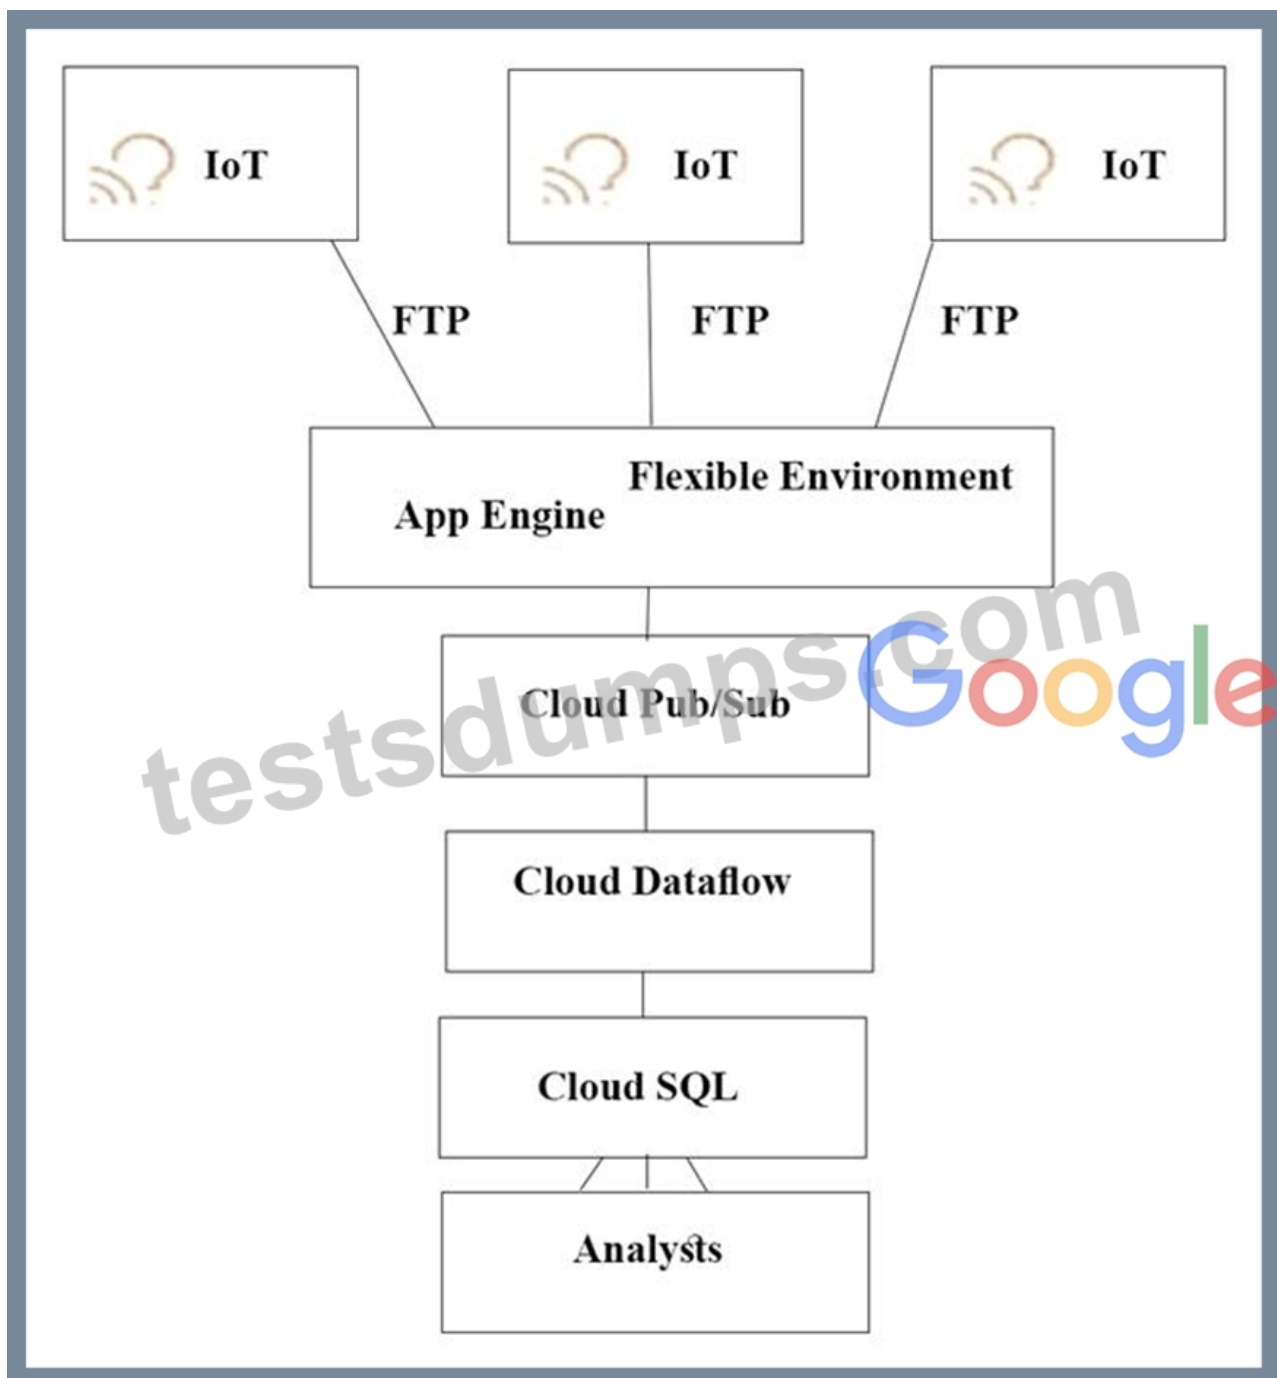 IoT
IoT
IoT
FTP
FTP
FTP
Flexible Environment
App Engine
testsdumps.com
Google
Cloud Pub/Sub
Cloud Dataflow
Cloud SQL
Analysts